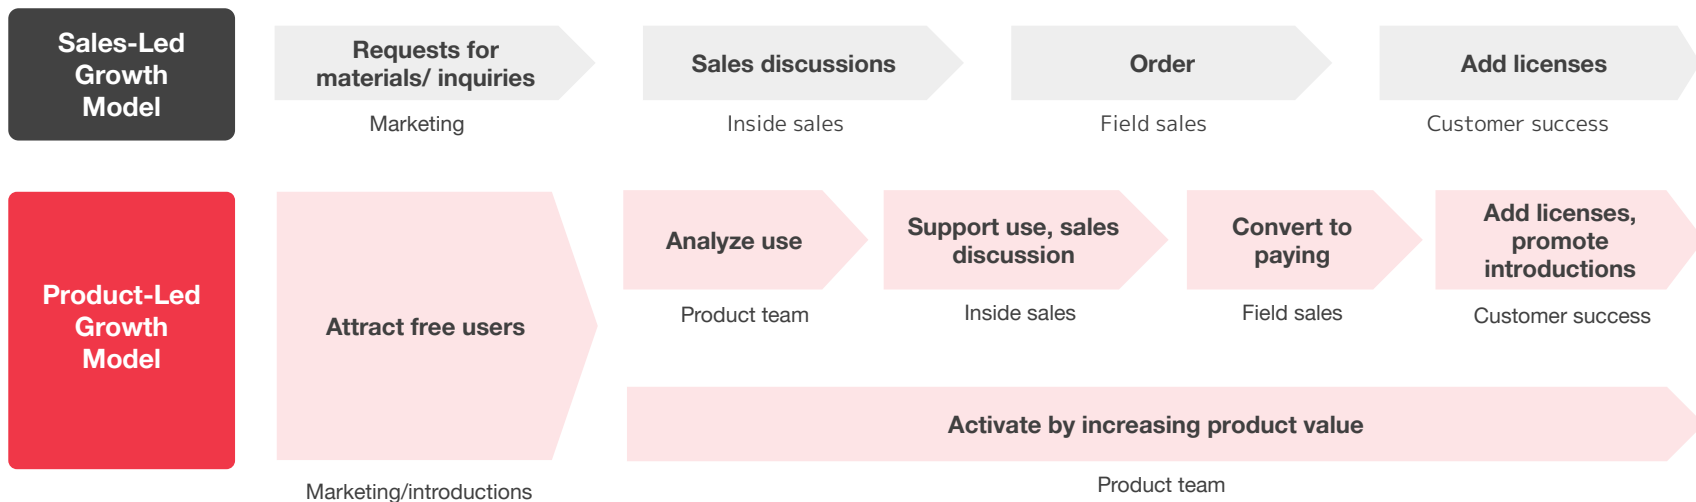 Sales-Led
Growth
Model
Requests for
materials/ inquiries
Marketing
Sales discussions
Inside sales
Order
Field sales
Add licenses
Customer success
Product-Led
Growth
Model
Attract free users
Marketing/introductions
Analyze use
Product team
Support use, sales
discussion
Inside sales
Convert to
paying
Field sales
Add licenses,
promote
introductions
Customer success
Activate by increasing product value
Product team